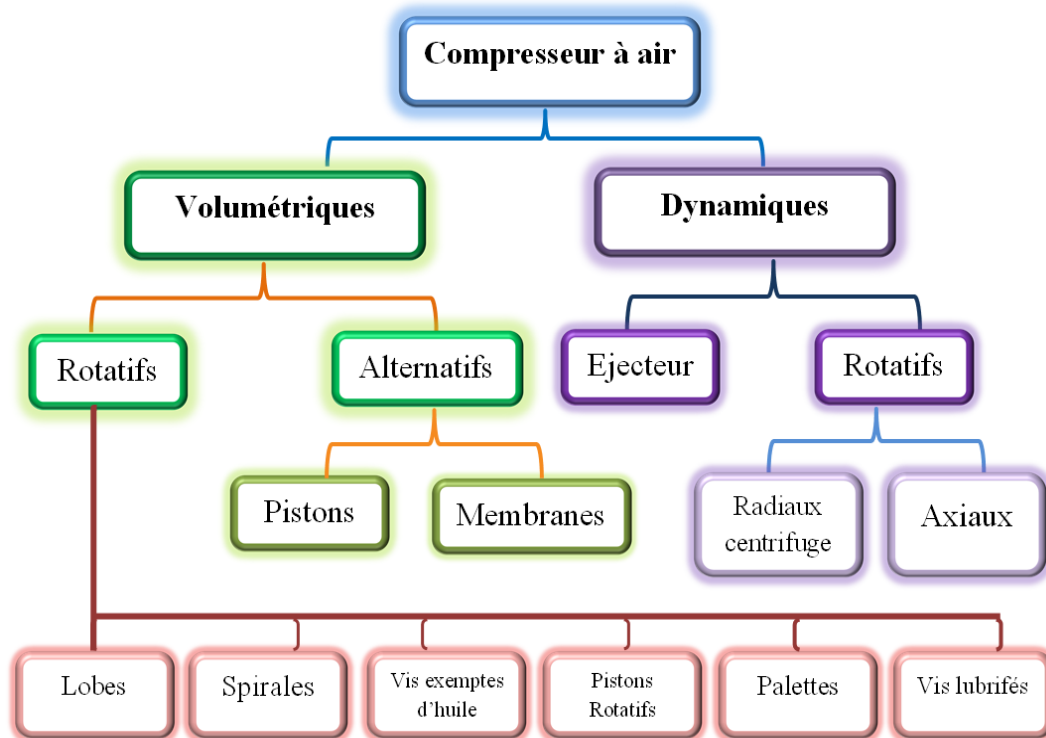 Compresseur à air
Volumétriques
Dynamiques
Rotatifs
Alternatifs
Ejecteur
Rotatifs
Pistons
Membranes
Radiaux
centrifuge
Axiaux
Lobes
Spirales
Vis exemptes
d’huile
Pistons
Rotatifs
Palettes
Vis lubrifés